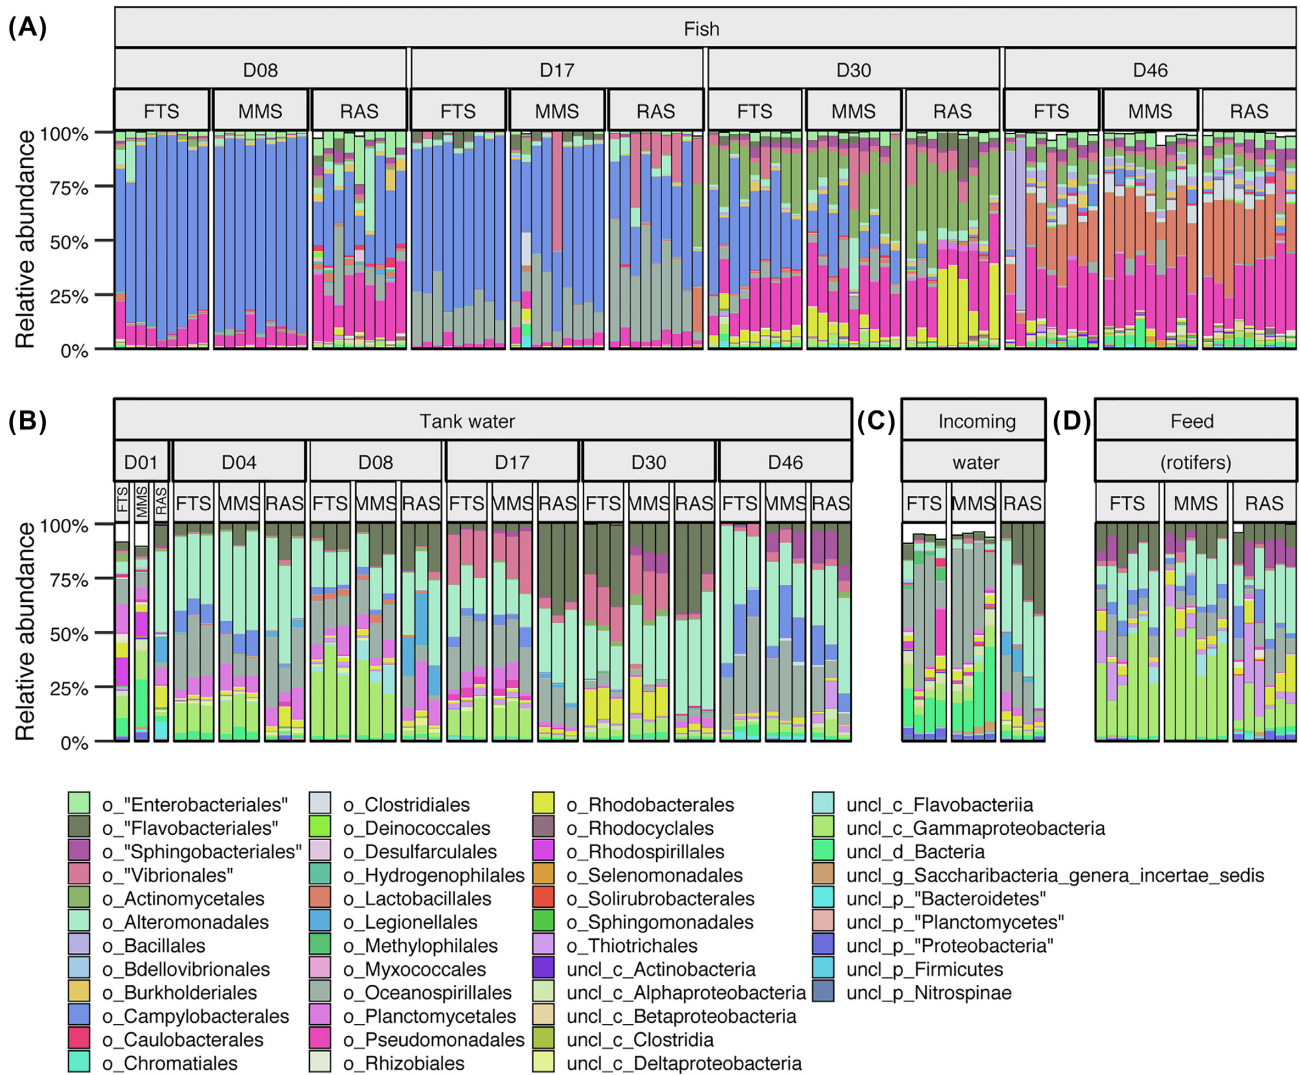 (A)
Fish
D08 D17 D30 D46
FTS MMS RAS FTS MMS RAS FTS MMS RAS FTS MMS RAS
Relative abundance
100%
75%
50%
25%
0%
(B)
Tank water
D01 D04 D08 D17 D30 D46
FTS MMS RAS FTS MMS RAS FTS MMS RAS FTS MMS RAS FTS MMS RAS FTS MMS RAS
Relative abundance
100%
75%
50%
25%
0%
(C)
Incoming
water
FTS MMS RAS
(D)
Feed
(rotifers)
FTS MMS RAS
o_"Enterobacteriales"
o_"Flavobacteriales"
o_"Sphingobacteriales"
o_"Vibrionales"
o_Actinomycetales
o_Alteromonadales
o_Bacillales
o_Bdellovibrionales
o_Burkholderiales
o_Campylobacterales
o_Caulobacterales
o_Chromatiales
o_Clostridiales
o_Deinococcales
o_Desulfarculales
o_Hydrogenophilales
o_Lactobacillales
o_Legionellales
o_Methylophilales
o_Myxococcales
o_Oceanospirillales
o_Planctomycetales
o_Pseudomonadales
o_Rhizobiales
o_Rhodobacterales
o_Rhodocyclales
o_Rhodospirillales
o_Selenomonadales
o_Solirubrobacterales
o_Sphingomonadales
o_Thiotrichales
uncl_c_Actinobacteria
uncl_c_Alphaproteobacteria
uncl_c_Betaproteobacteria
uncl_c_Clostridia
uncl_c_Deltaproteobacteria
uncl_c_Flavobacteriia
uncl_c_Gammaproteobacteria
uncl_d_Bacteria
uncl_g_Saccharibacteria_genera_incertae_sedis
uncl_p_"Bacteroidetes"
uncl_p_"Planctomycetes"
uncl_p_"Proteobacteria"
uncl_p_Firmicutes
uncl_p_Nitrospinae